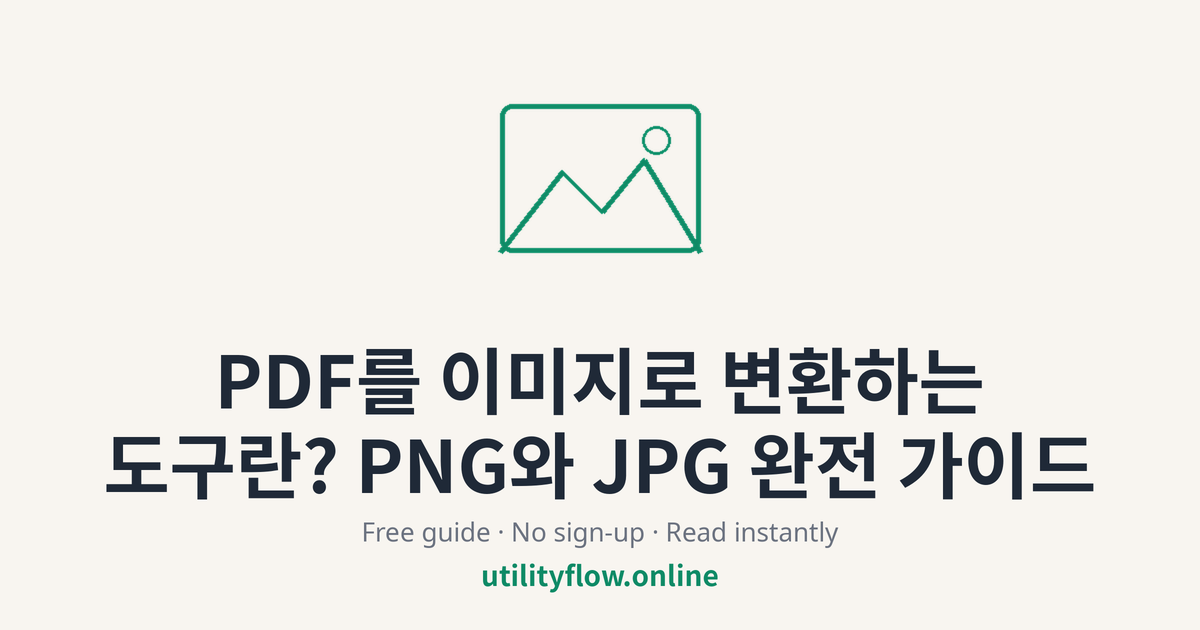 PDF를 이미지로 변환하는
도구란? PNG와 JPG 완전 가이드
Free guide · No sign-up · Read instantly
utilityflow.online